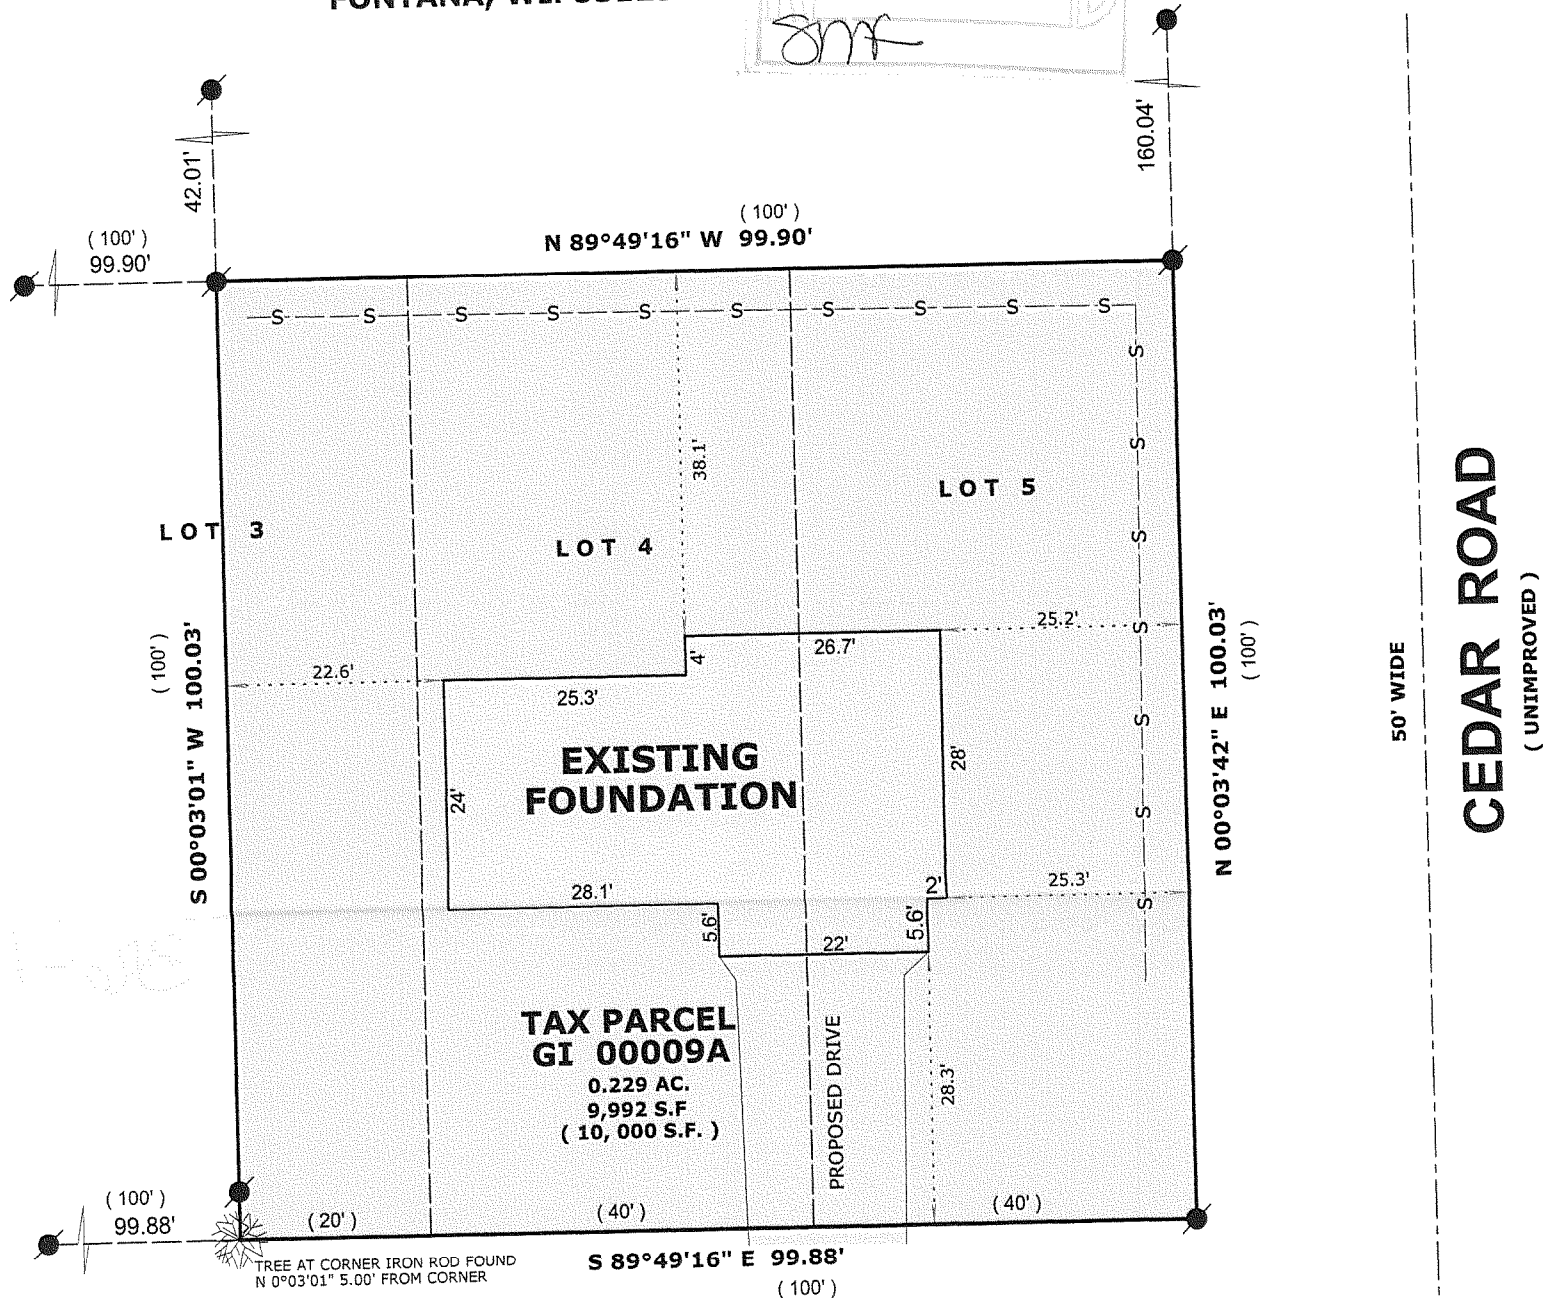 SMF
42.01'
160.04'
( 100' )
99.90'
( 100' )
N 89°49'16" W 99.90'
S S S S S S S S S S
S
S
S
S
S
S
S
38.1'
LOT 3
LOT 4
LOT 5
S 00°03'01" W 100.03'
( 100' )
22.6'
25.3'
4'
26.7'
25.2'
N 00°03'42" E 100.03'
( 100' )
50' WIDE
CEDAR ROAD
( UNIMPROVED )
EXISTING
FOUNDATION
24'
28'
28.1'
5.6'
22'
5.6'
2'
25.3'
TAX PARCEL
GI 00009A
0.229 AC.
9,992 S.F
( 10, 000 S.F. )
PROPOSED DRIVE
28.3'
( 100' )
99.88'
( 20' )
( 40' )
( 40' )
TREE AT CORNER IRON ROD FOUND
N 0°03'01" 5.00' FROM CORNER
S 89°49'16" E 99.88'
( 100' )